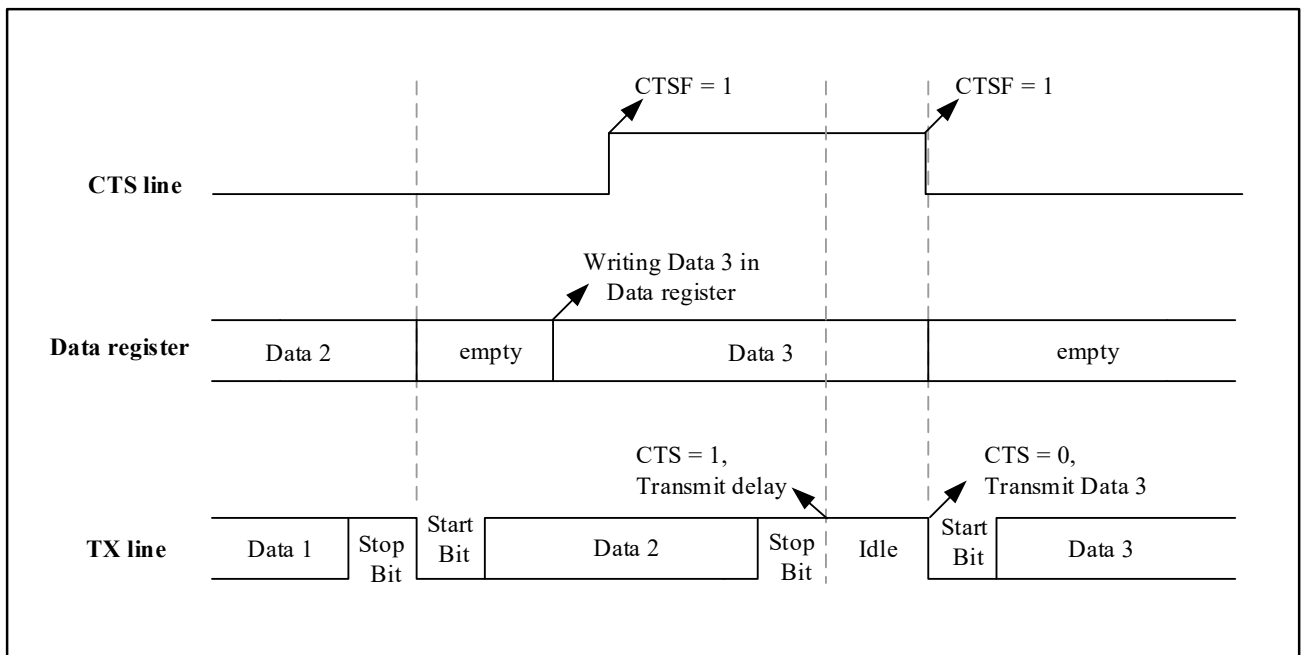 CTSF = 1
CTSF = 1
CTS line
Writing Data 3 in
Data register
Data register
Data 2
empty
Data 3
empty
CTS = 1,
Transmit delay
CTS = 0,
Transmit Data 3
TX line
Data 1
Stop
Bit
Start
Bit
Data 2
Stop
Bit
Idle
Start
Bit
Data 3